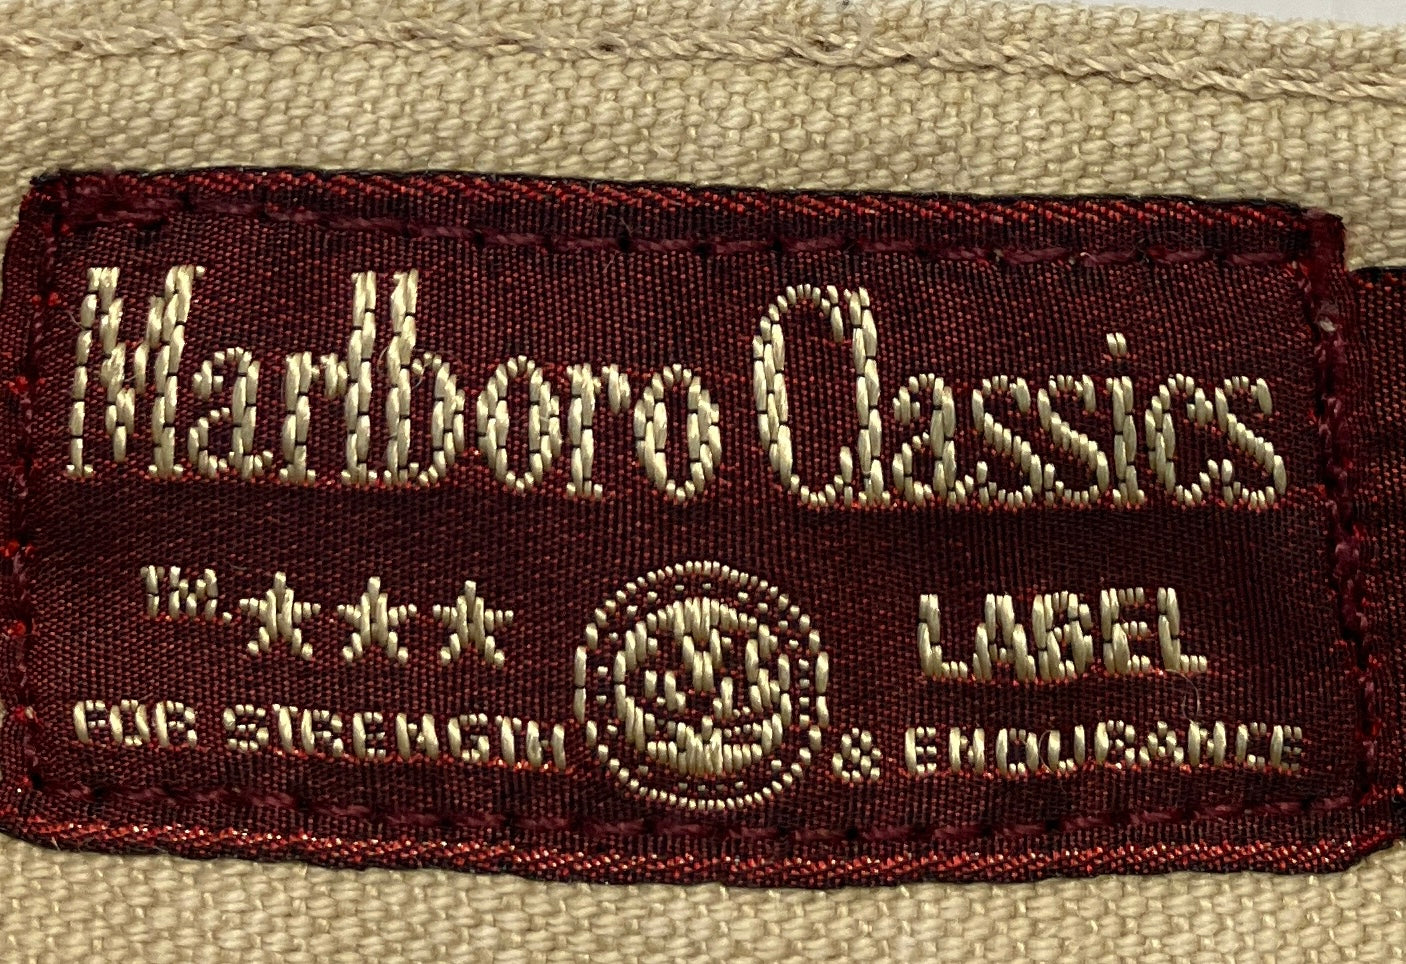 Marlboro Classics
TM. ★★★ LABEL
FOR STRENGTH & ENDURANCE